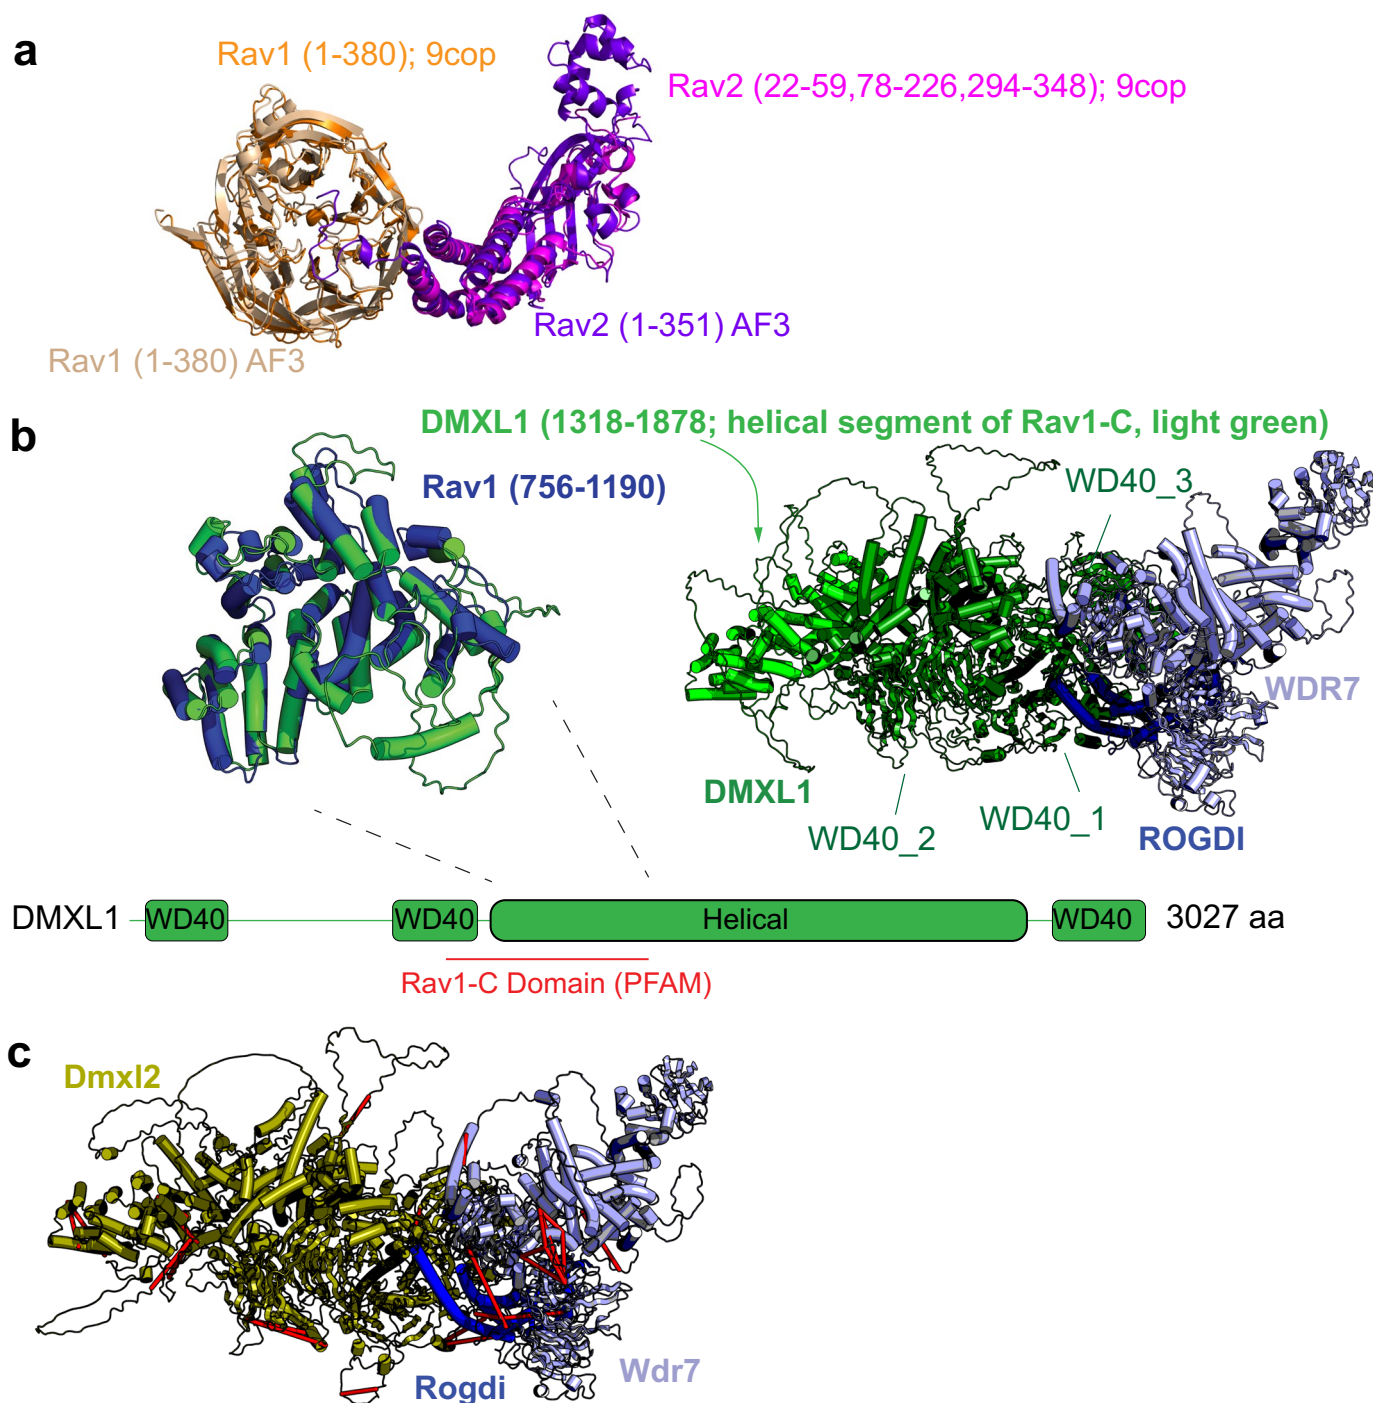 a
Rav1 (1-380); 9cop
Rav2 (22-59,78-226,294-348); 9cop
Rav2 (1-351) AF3
Rav1 (1-380) AF3
b
DMXL1 (1318-1878; helical segment of Rav1-C, light green)
Rav1 (756-1190)
WD40_3
WDR7
DMXL1
WD40_2
WD40_1
ROGDI
DMXL1 WD40 WD40 Helical WD40 3027 aa
Rav1-C Domain (PFAM)
c
Dmxl2
Wdr7
Rogdi